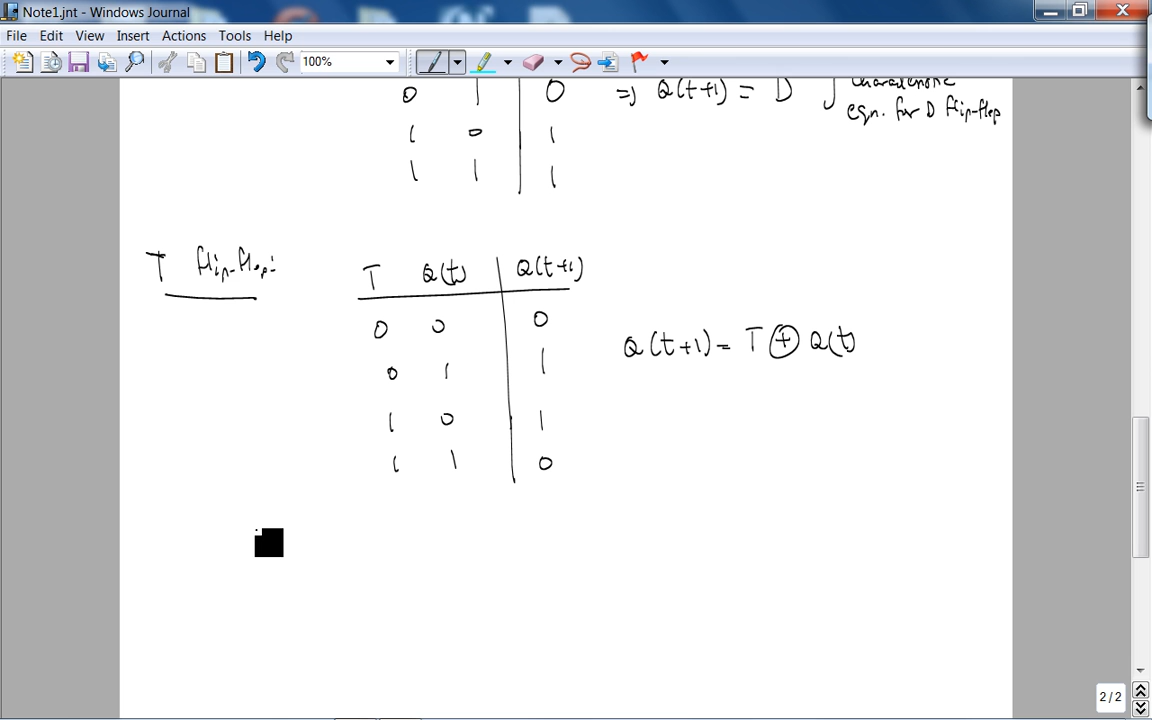 Note1.jnt - Windows Journal
File Edit View Insert Actions Tools Help
100%
0 1 0 ⇒ Q(t+1) = D characteristic
eqn. for D flip-flop
1 0 1
1 1 1
T flip-flop:
T Q(t) Q(t+1)
0 0 0
0 1 1
1 0 1
1 1 0
Q(t+1) = T ⊕ Q(t)
2/2